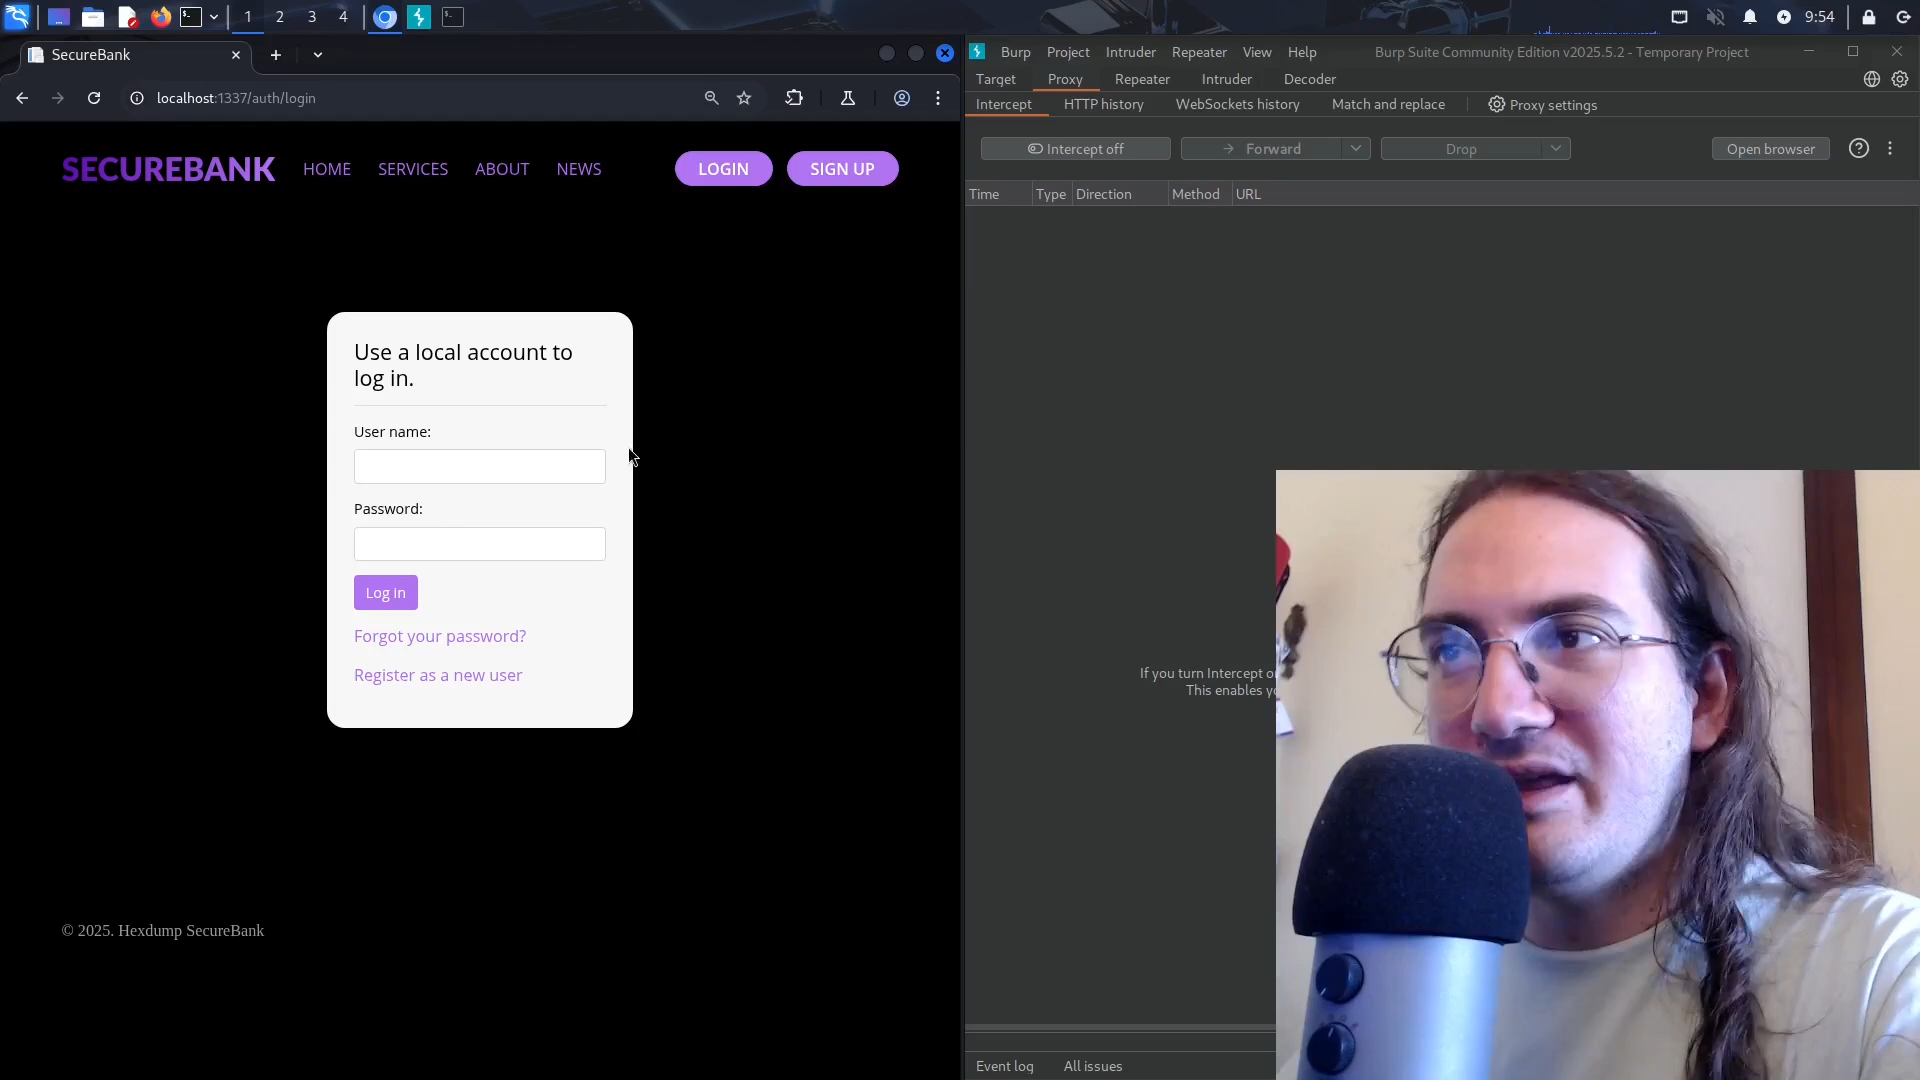 1
2
3
4
9:54
SecureBank
localhost:1337/auth/login
SECUREBANK
HOME
SERVICES
ABOUT
NEWS
LOGIN
SIGN UP
Use a local account to
log in.
User name:
Password:
Log in
Forgot your password?
Register as a new user
© 2025. Hexdump SecureBank
Burp
Project
Intruder
Repeater
View
Help
Burp Suite Community Edition v2025.5.2 - Temporary Project
Target
Proxy
Repeater
Intruder
Decoder
Intercept
HTTP history
WebSockets history
Match and replace
Proxy settings
Intercept off
Forward
Drop
Open browser
Time
Type
Direction
Method
URL
If you turn Intercept
This enables
Event log
All issues